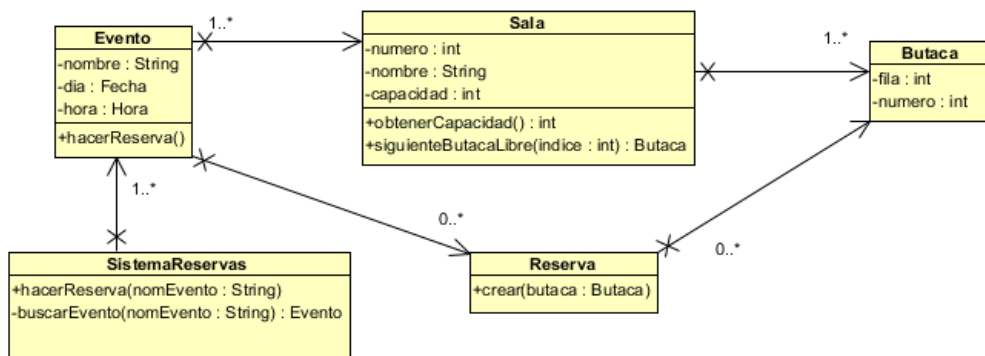 1..*
Evento
-nombre : String
-dia : Fecha
-hora : Hora
+hacerReserva()
Sala
-numero : int
-nombre : String
-capacidad : int
+obtenerCapacidad() : int
+siguienteButacaLibre(indice : int) : Butaca
1..*
Butaca
-fila : int
-numero : int
1..*
0..*
0..*
SistemaReservas
+hacerReserva(nomEvento : String)
-buscarEvento(nomEvento : String) : Evento
Reserva
+crear(butaca : Butaca)